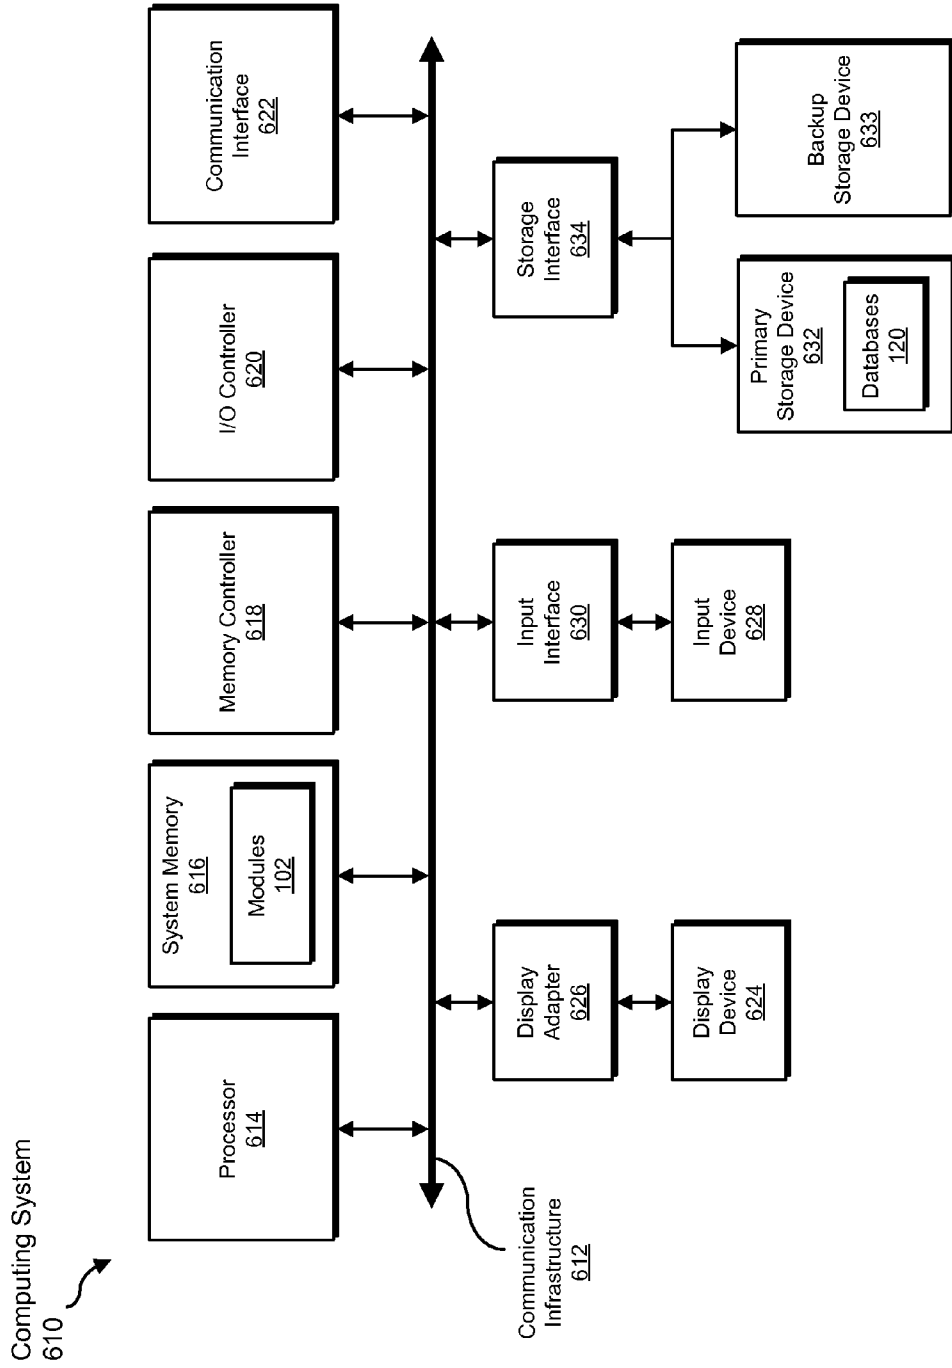 Computing System
610
Processor
614
System Memory
616
Modules
102
Memory Controller
618
I/O Controller
620
Communication
Interface
622
Communication
Infrastructure
612
Display
Adapter
626
Input
Interface
630
Storage
Interface
634
Display
Device
624
Input
Device
628
Primary
Storage Device
632
Databases
120
Backup
Storage Device
633